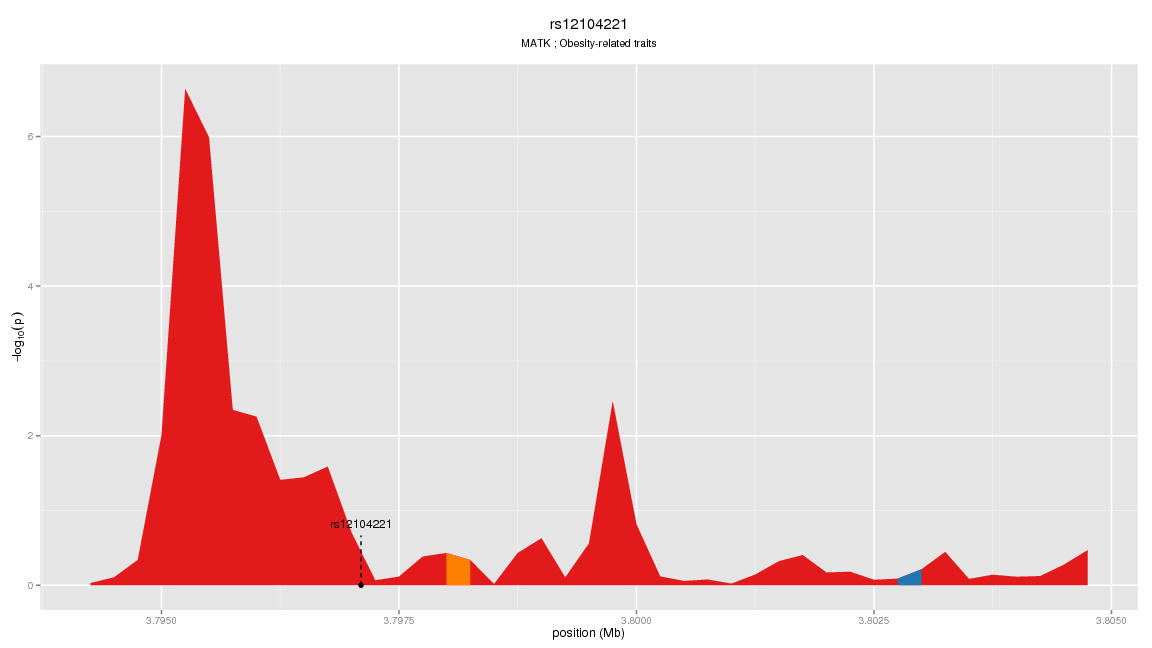 rs12104221
MATK ; Obesity-related traits
6
4
2
0
−log10(p)
rs12104221
3.7950 3.7975 3.8000 3.8025 3.8050
position (Mb)